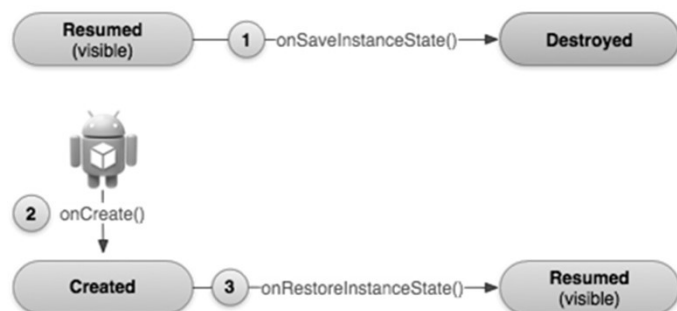 Resumed
(visible)
1
onSaveInstanceState()
Destroyed
2
onCreate()
Created
3
onRestoreInstanceState()
Resumed
(visible)